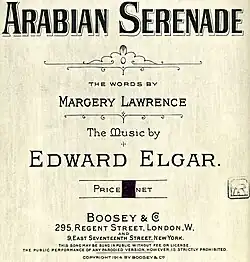 ARABIAN SERENADE
THE WORDS BY
MARGERY LAWRENCE
The Music by
EDWARD ELGAR.
PRICE NET
BOOSEY & Co
295, REGENT STREET, LONDON, W.
AND
9, EAST SEVENTEENTH STREET, NEW YORK.
THIS SONG MAY BE SUNG IN PUBLIC WITHOUT FEE OR LICENSE
THE PUBLIC PERFORMANCE OF ANY PARODIED VERSION, HOWEVER, IS STRICTLY PROHIBITED.
COPYRIGHT 1914 BY BOOSEY & Co